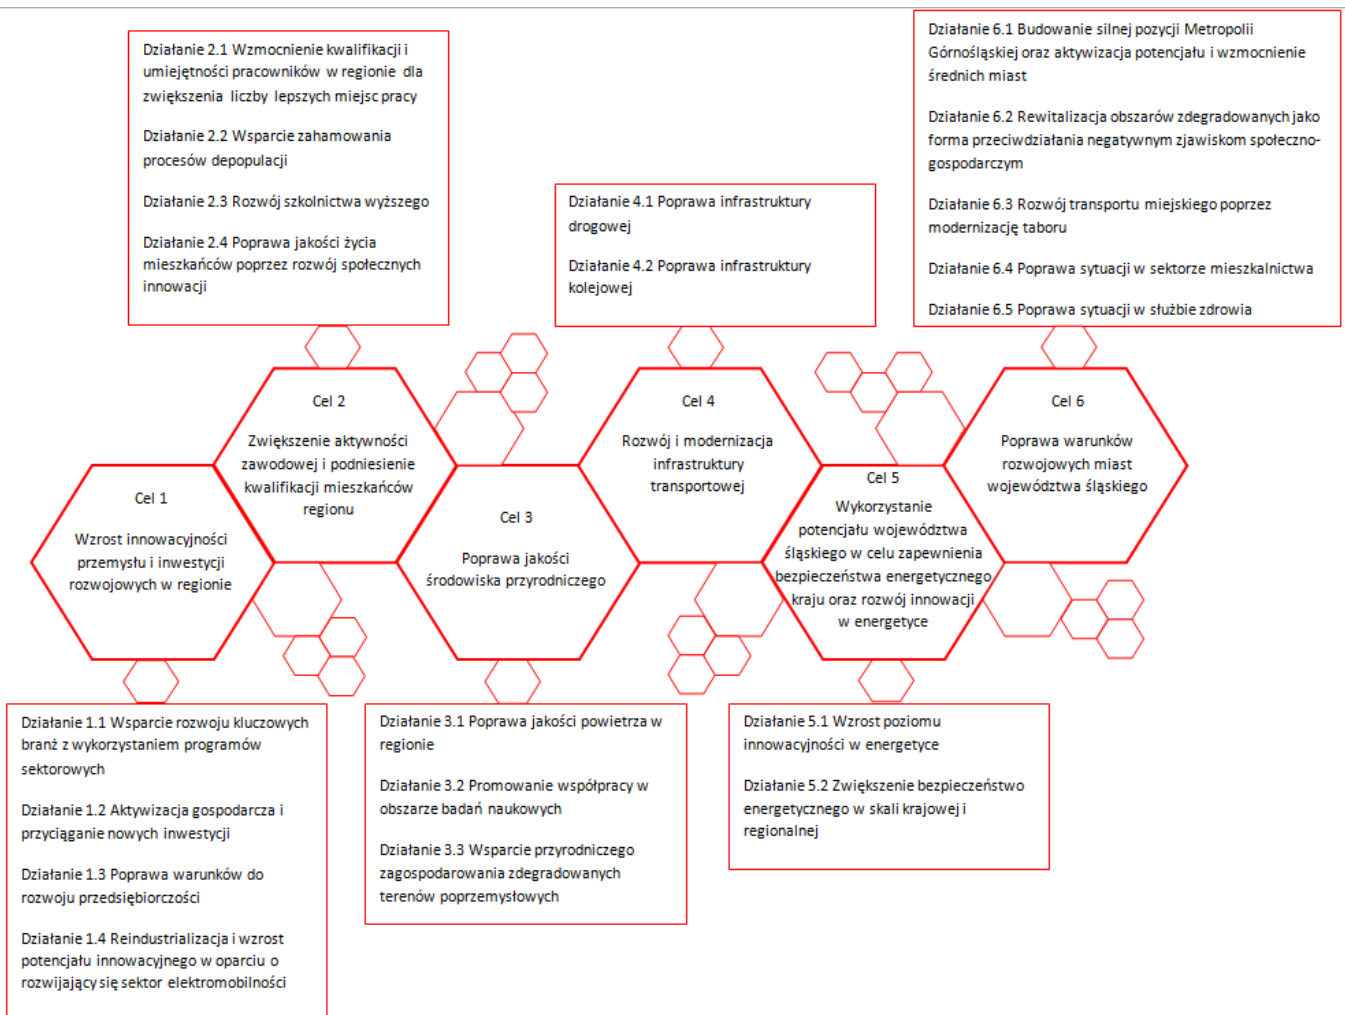 Działanie 2.1 Wzmocnienie kwalifikacji i
umiejętności pracowników w regionie dla
zwiększenia liczby lepszych miejsc pracy
Działanie 2.2 Wsparcie zahamowania
procesów depopulacji
Działanie 2.3 Rozwój szkolnictwa wyższego
Działanie 2.4 Poprawa jakości życia
mieszkańców poprzez rozwój społecznych
innowacji
Działanie 4.1 Poprawa infrastruktury
drogowej
Działanie 4.2 Poprawa infrastruktury
kolejowej
Działanie 6.1 Budowanie silnej pozycji Metropolii
Górnośląskiej oraz aktywizacja potencjału i wzmocnienie
średnich miast
Działanie 6.2 Rewitalizacja obszarów zdegradowanych jako
forma przeciwdziałania negatywnym zjawiskom społeczno-
gospodarczym
Działanie 6.3 Rozwój transportu miejskiego poprzez
modernizację taboru
Działanie 6.4 Poprawa sytuacji w sektorze mieszkalnictwa
Działanie 6.5 Poprawa sytuacji w służbie zdrowia
Cel 1
Wzrost innowacyjności
przemysłu i inwestycji
rozwojowych w regionie
Cel 2
Zwiększenie aktywności
zawodowej i podniesienie
kwalifikacji mieszkańców
regionu
Cel 3
Poprawa jakości
środowiska przyrodniczego
Cel 4
Rozwój i modernizacja
infrastruktury
transportowej
Cel 5
Wykorzystanie
potencjału województwa
śląskiego w celu zapewnienia
bezpieczeństwa energetycznego
kraju oraz rozwój innowacji
w energetyce
Cel 6
Poprawa warunków
rozwojowych miast
województwa śląskiego
Działanie 1.1 Wsparcie rozwoju kluczowych
branż z wykorzystaniem programów
sektorowych
Działanie 1.2 Aktywizacja gospodarcza i
przyciąganie nowych inwestycji
Działanie 1.3 Poprawa warunków do
rozwoju przedsiębiorczości
Działanie 1.4 Reindustrializacja i wzrost
potencjału innowacyjnego w oparciu o
rozwijający się sektor elektromobilności
Działanie 3.1 Poprawa jakości powietrza w
regionie
Działanie 3.2 Promowanie współpracy w
obszarze badań naukowych
Działanie 3.3 Wsparcie przyrodniczego
zagospodarowania zdegradowanych
terenów poprzemysłowych
Działanie 5.1 Wzrost poziomu
innowacyjności w energetyce
Działanie 5.2 Zwiększenie bezpieczeństwo
energetycznego w skali krajowej i
regionalnej